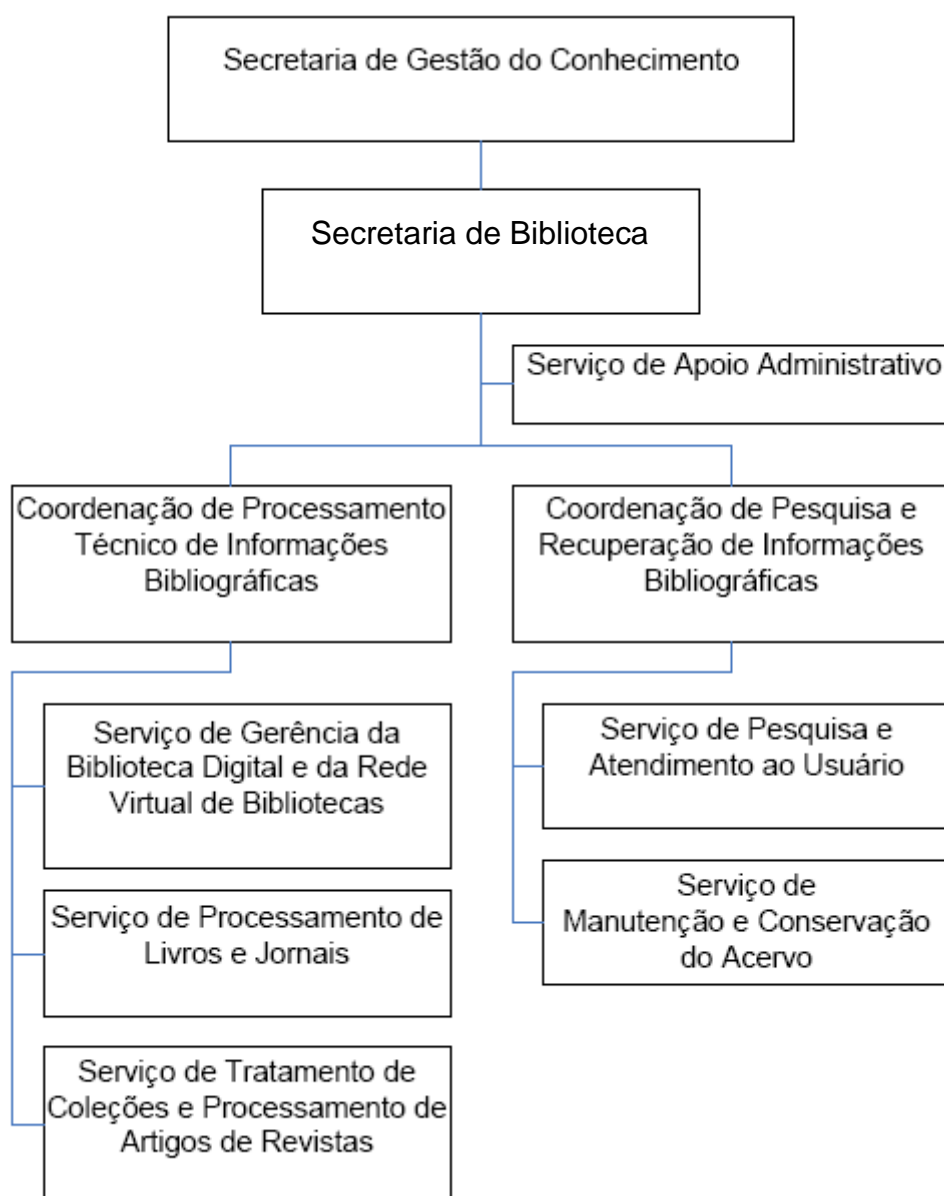 Secretaria de Gestão do Conhecimento
Secretaria de Biblioteca
Serviço de Apoio Administrativo
Coordenação de Processamento
Técnico de Informações
Bibliográficas
Serviço de Gerência da
Biblioteca Digital e da Rede
Virtual de Bibliotecas
Serviço de Processamento de
Livros e Jornais
Serviço de Tratamento de
Coleções e Processamento de
Artigos de Revistas
Coordenação de Pesquisa e
Recuperação de Informações
Bibliográficas
Serviço de Pesquisa e
Atendimento ao Usuário
Serviço de
Manutenção e Conservação
do Acervo